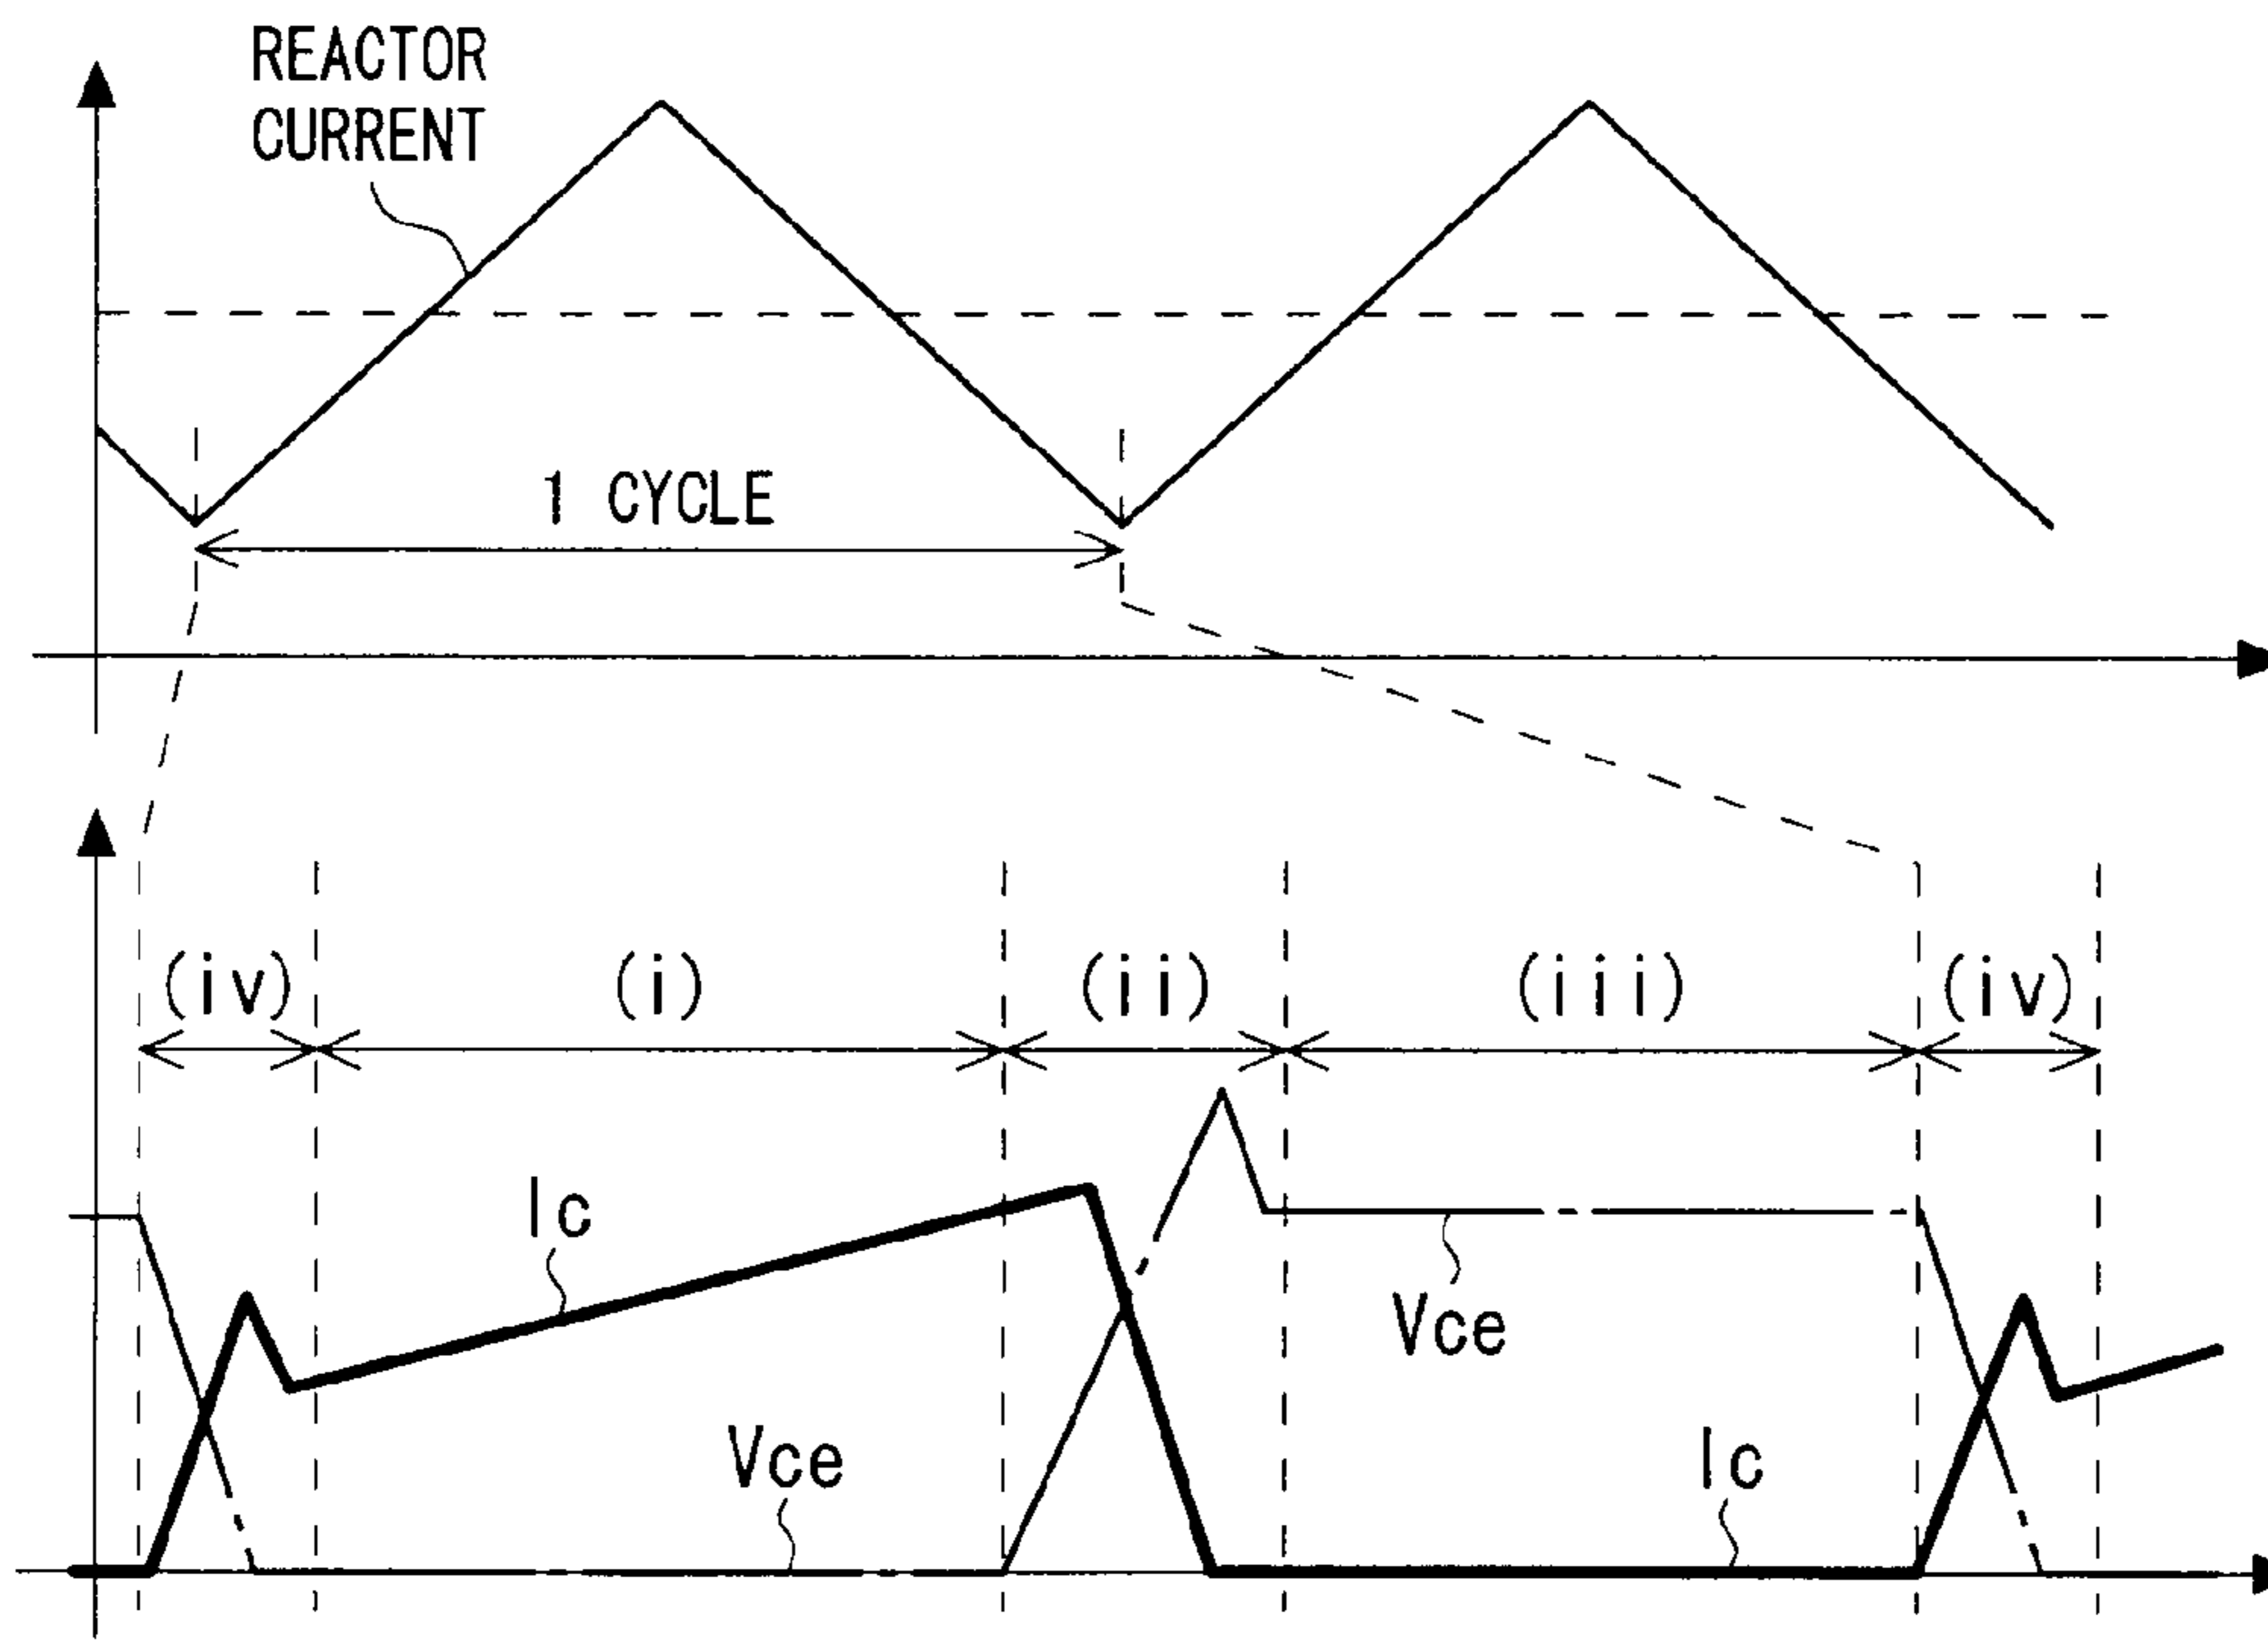 REACTOR
CURRENT
1 CYCLE
(iv)
(i)
(ii)
(iii)
(iv)
Ic
Vce
Vce
Ic